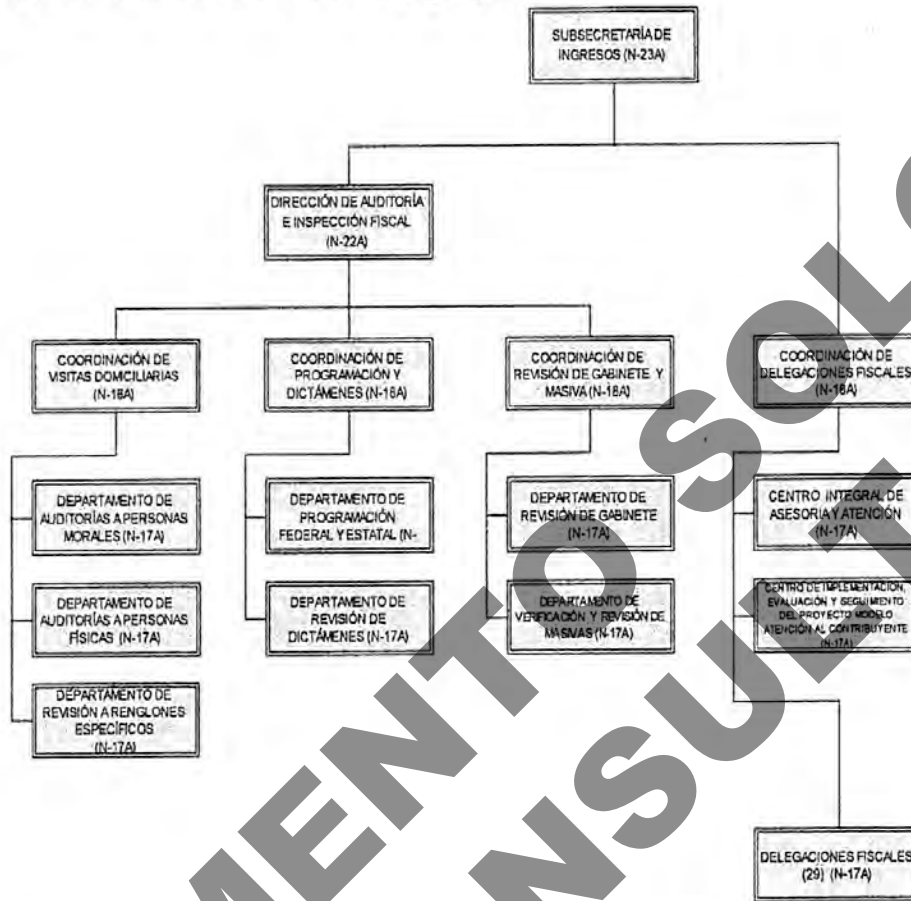 SUBSECRETARÍA DE
INGRESOS (N-23A)
DIRECCIÓN DE AUDITORÍA
E INSPECCIÓN FISCAL
(N-22A)
COORDINACIÓN DE
VISITAS DOMICILIARIAS
(N-18A)
COORDINACIÓN DE
PROGRAMACIÓN Y
DICTÁMENES (N-18A)
COORDINACIÓN DE
REVISIÓN DE GABINETE Y
MASIVA (N-18A)
COORDINACIÓN DE
DELEGACIONES FISCALES
(N-18A)
DEPARTAMENTO DE
AUDITORÍAS A PERSONAS
MORALES (N-17A)
DEPARTAMENTO DE
PROGRAMACIÓN
FEDERAL Y ESTATAL (N-
DEPARTAMENTO DE
REVISIÓN DE GABINETE
(N-17A)
CENTRO INTEGRAL DE
ASESORIA Y ATENCIÓN
(N-17A)
DEPARTAMENTO DE
AUDITORÍAS A PERSONAS
FÍSICAS (N-17A)
DEPARTAMENTO DE
REVISIÓN DE
DICTÁMENES (N-17A)
DEPARTAMENTO DE
VERIFICACIÓN Y REVISIÓN DE
MASIVAS (N-17A)
CENTRO DE IMPLEMENTACIÓN,
EVALUACIÓN Y SEGUIMIENTO
DEL PROYECTO MODELO
ATENCIÓN AL CONTRIBUYENTE
(N-17A)
DEPARTAMENTO DE
REVISIÓN A RENGLONES
ESPECÍFICOS
(N-17A)
DELEGACIONES FISCALES
(29) (N-17A)
MENTO SOLO
NSULT